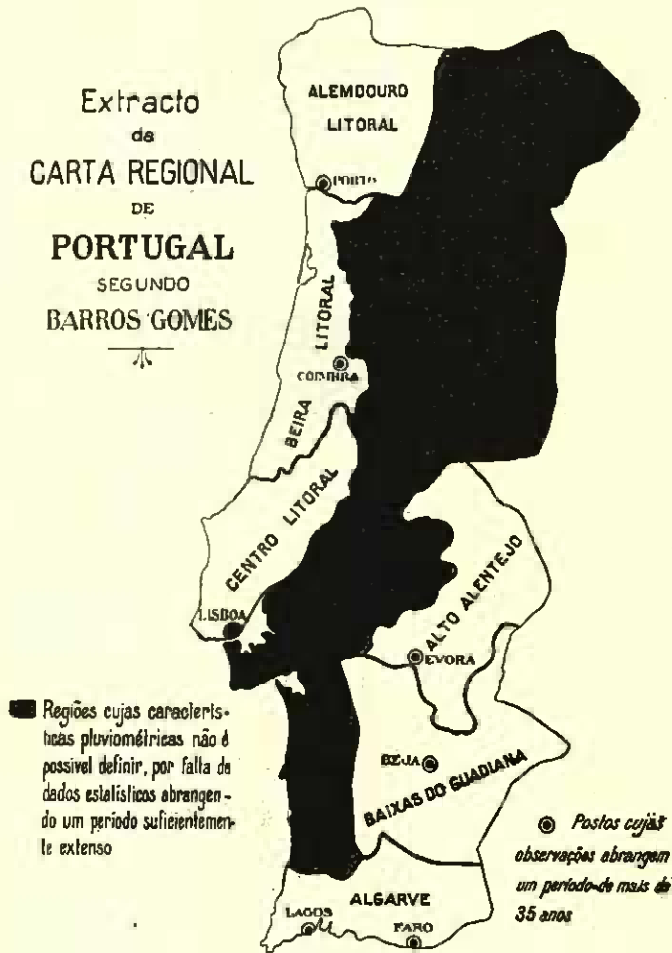 Extracto
da
CARTA REGIONAL
DE
PORTUGAL
SEGUNDO
BARROS GOMES
ALEMDOURO
LITORAL
PORTO
BEIRA LITORAL
COIMBRA
CENTRO LITORAL
LISBOA
ALTO ALENTEJO
EVORA
BEJA
BAIXAS DO GUADIANA
ALGARVE
LAGOS
FARO
Regiões cujas caracterís-
ticas pluviométricas não é
possivel definir, por falta de
dados estatísticos abrangen-
do um período suficientemen-
te extenso
Postos cujas
observações abrangem
um período de mais de
35 anos